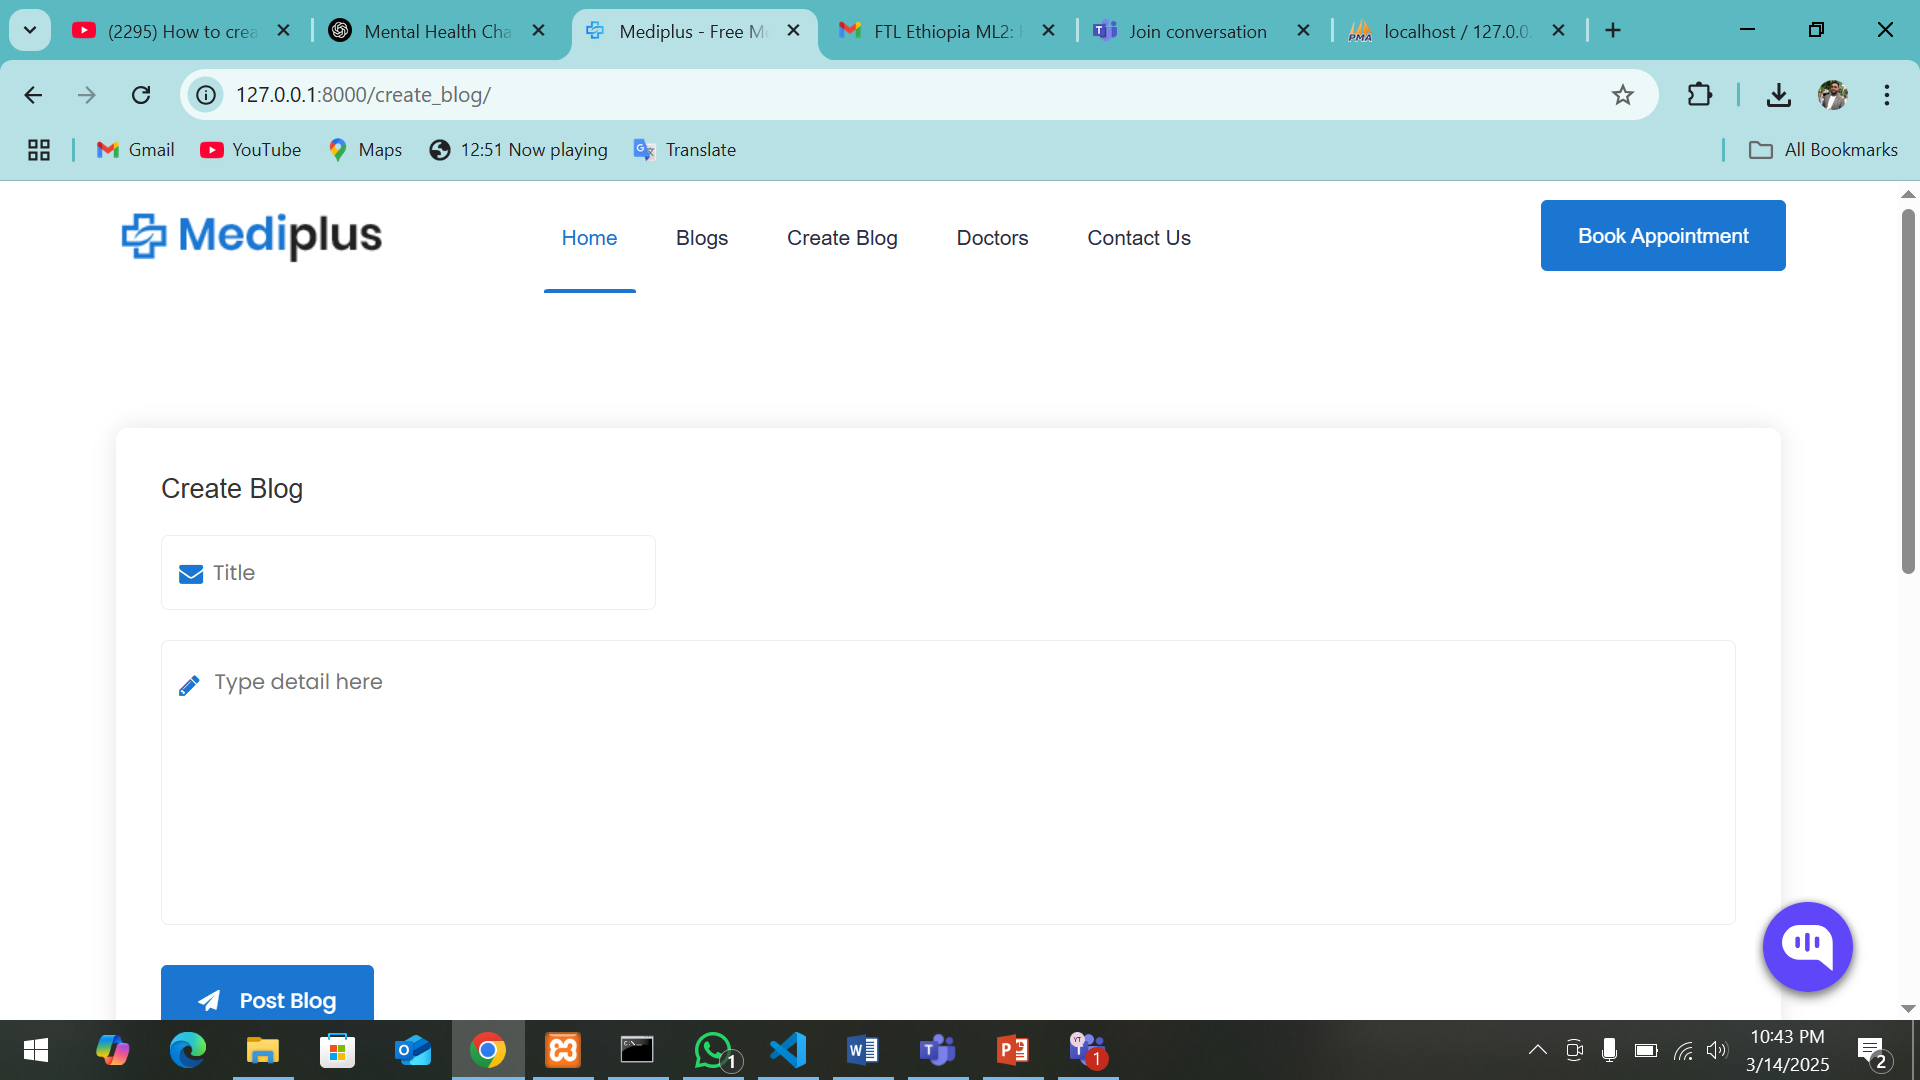 (2295) How to crea
Mental Health Cha
Mediplus - Free Me
FTL Ethiopia ML2:
Join conversation
localhost / 127.0.0.
127.0.0.1:8000/create_blog/
Gmail
YouTube
Maps
12:51 Now playing
Translate
All Bookmarks
Mediplus
Home
Blogs
Create Blog
Doctors
Contact Us
Book Appointment
Create Blog
Title
Type detail here
Post Blog
1
YT
1
10:43 PM
3/14/2025
2